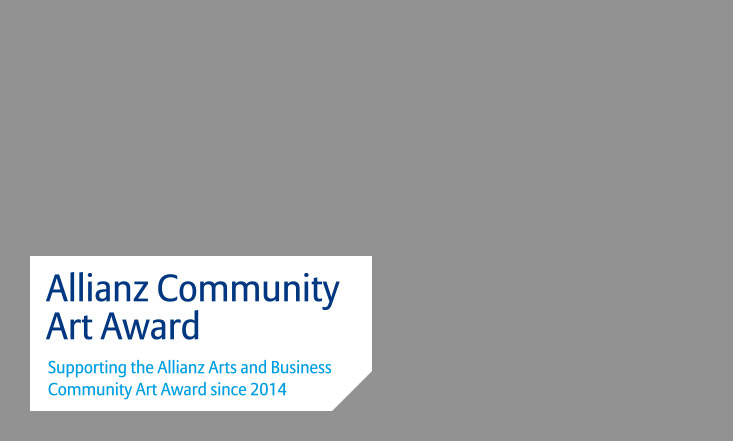 Allianz Community
Art Award
Supporting the Allianz Arts and Business
Community Art Award since 2014